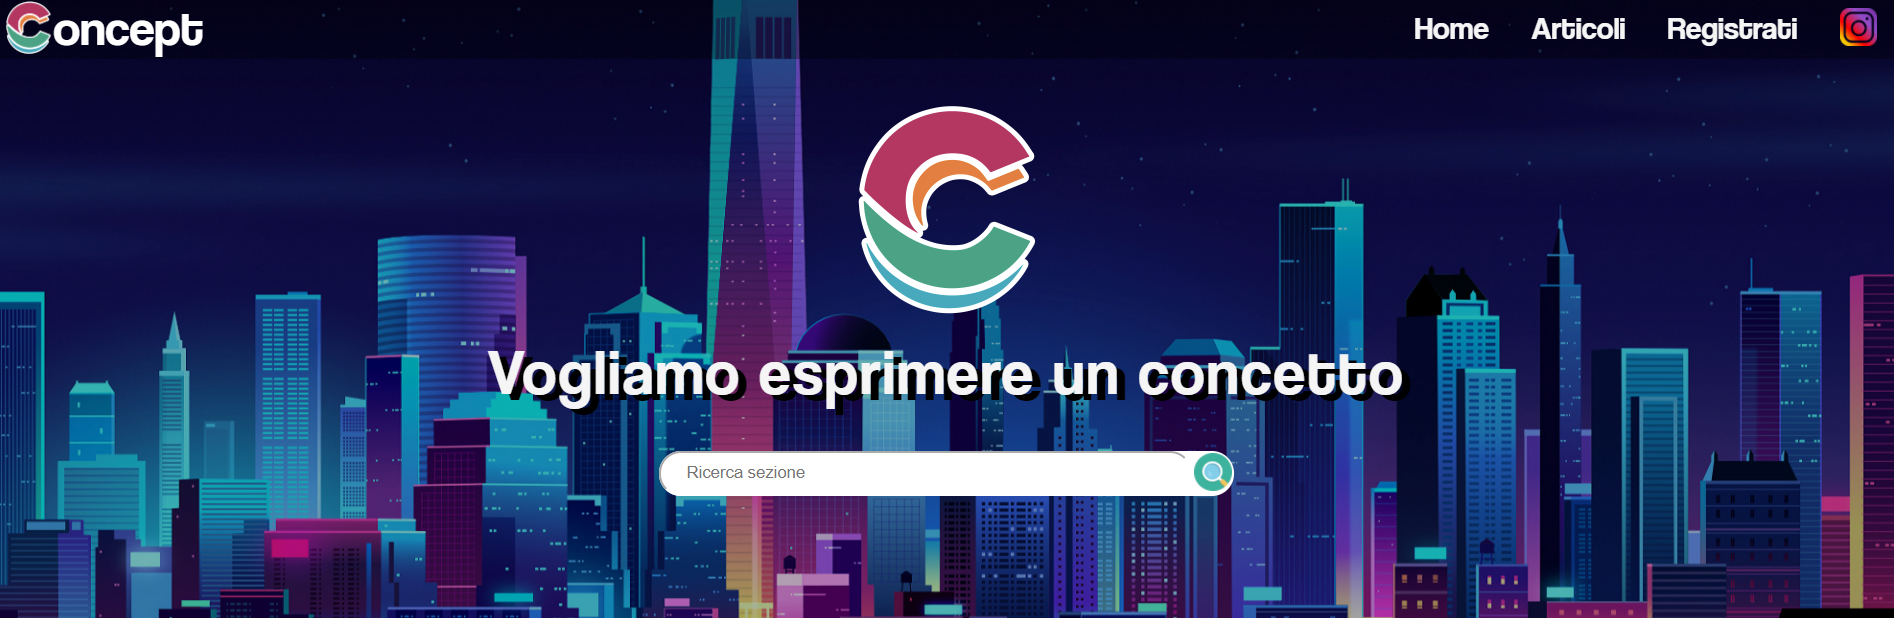 Concept
Home Articoli Registrati
Vogliamo esprimere un concetto
Ricerca sezione